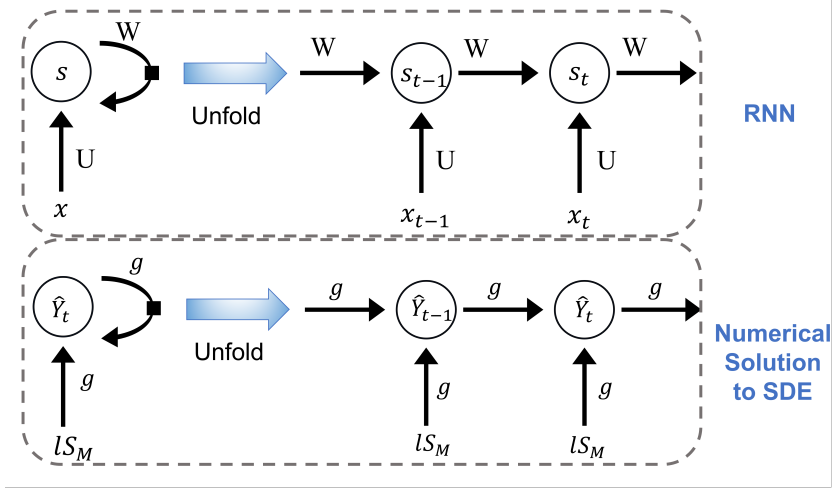 W
s
Unfold
U
x
W
s_{t−1}
W
s_t
W
U
U
x_{t−1}
x_t
RNN
g
Ŷ_t
Unfold
g
lS_M
g
Ŷ_{t−1}
g
Ŷ_t
g
g
g
lS_M
lS_M
Numerical
Solution
to SDE